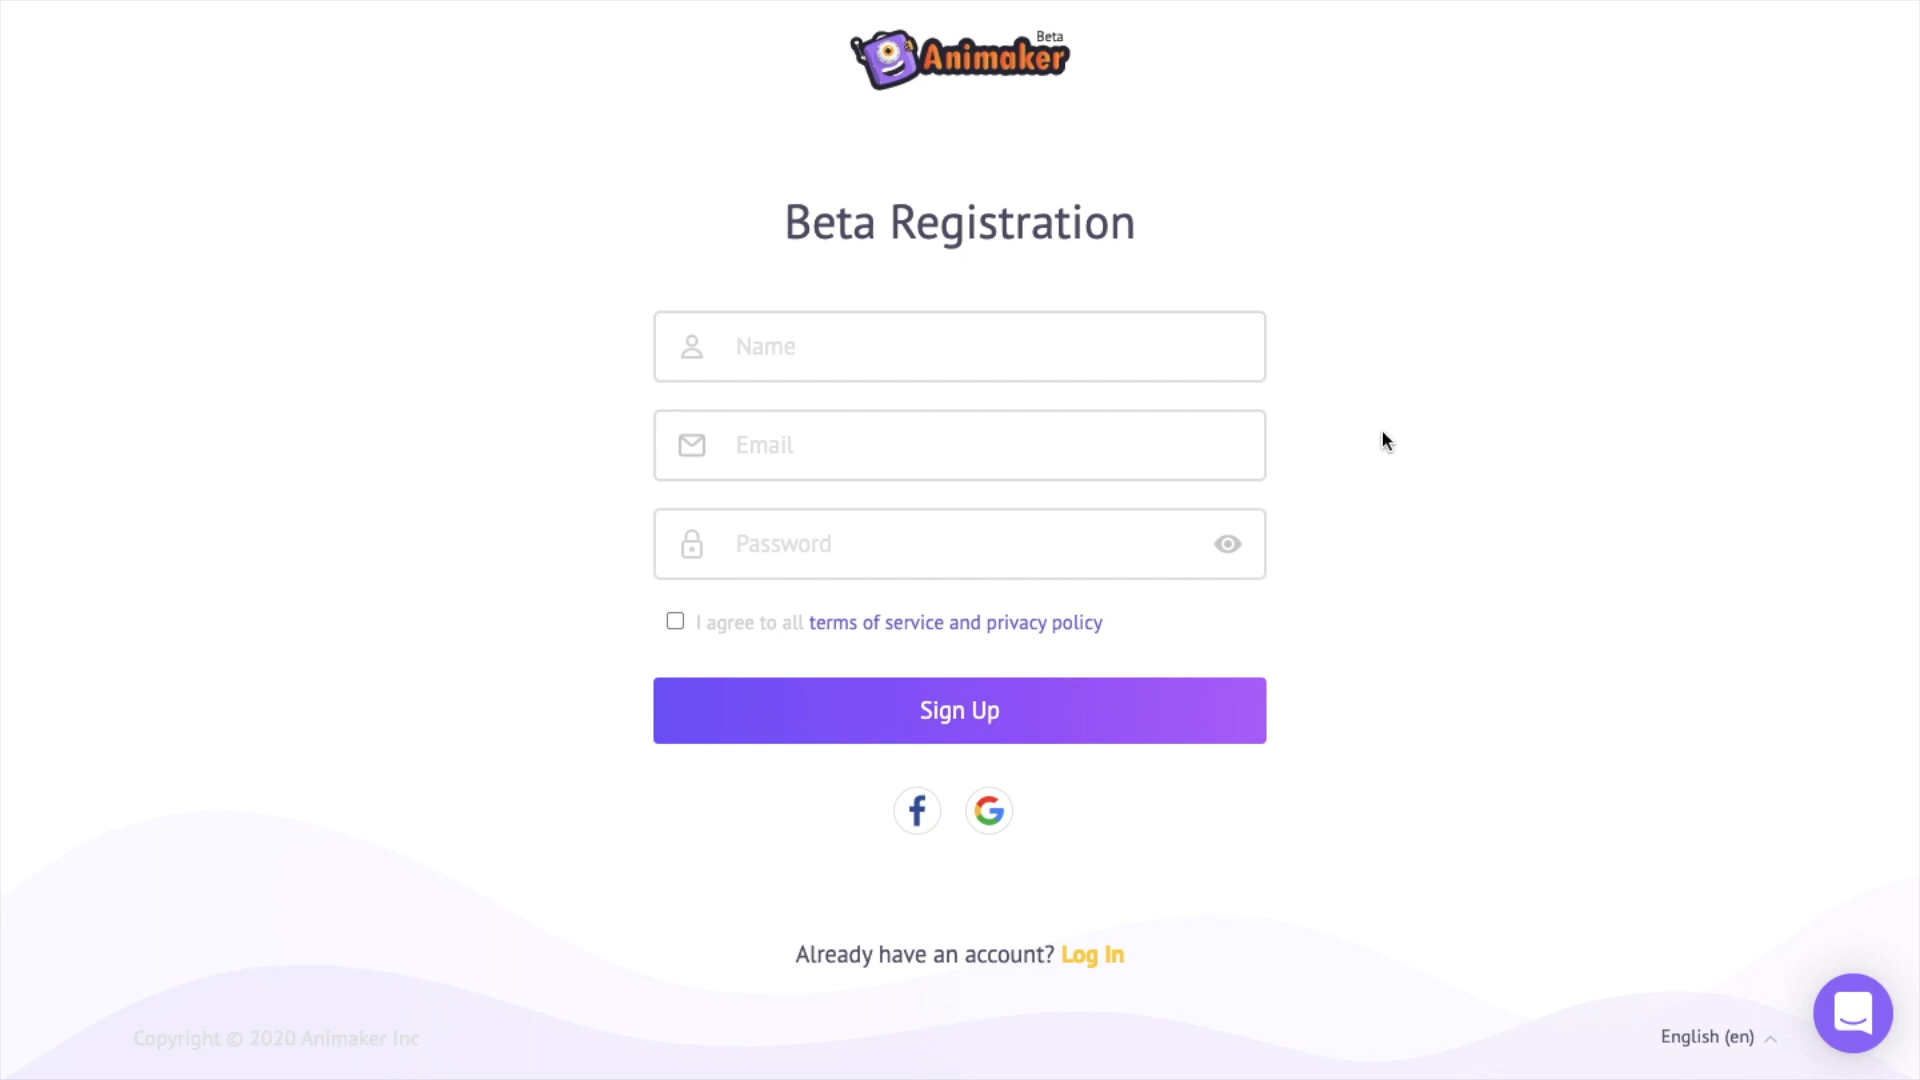 Beta
Animaker
Beta Registration
Name
Email
Password
I agree to all terms of service and privacy policy
Sign Up
Already have an account? Log In
Copyright © 2020 Animaker Inc
English (en)